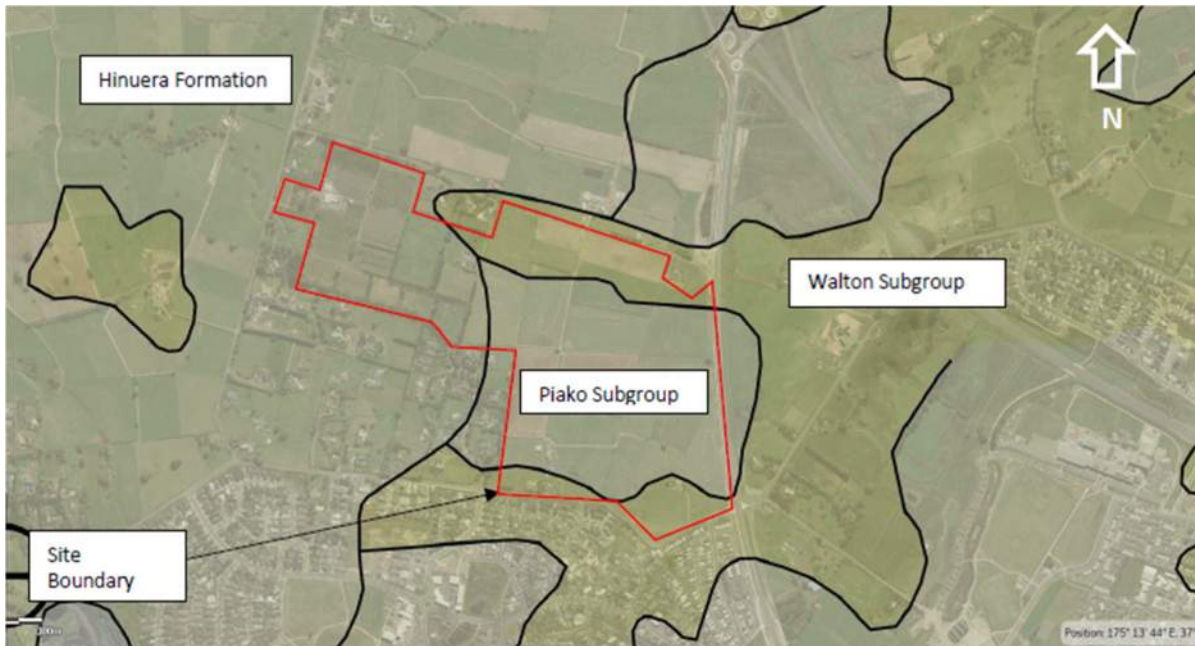 Hinuera Formation
N
Walton Subgroup
Piako Subgroup
Site
Boundary
Position: 175° 13' 44" E, 37°